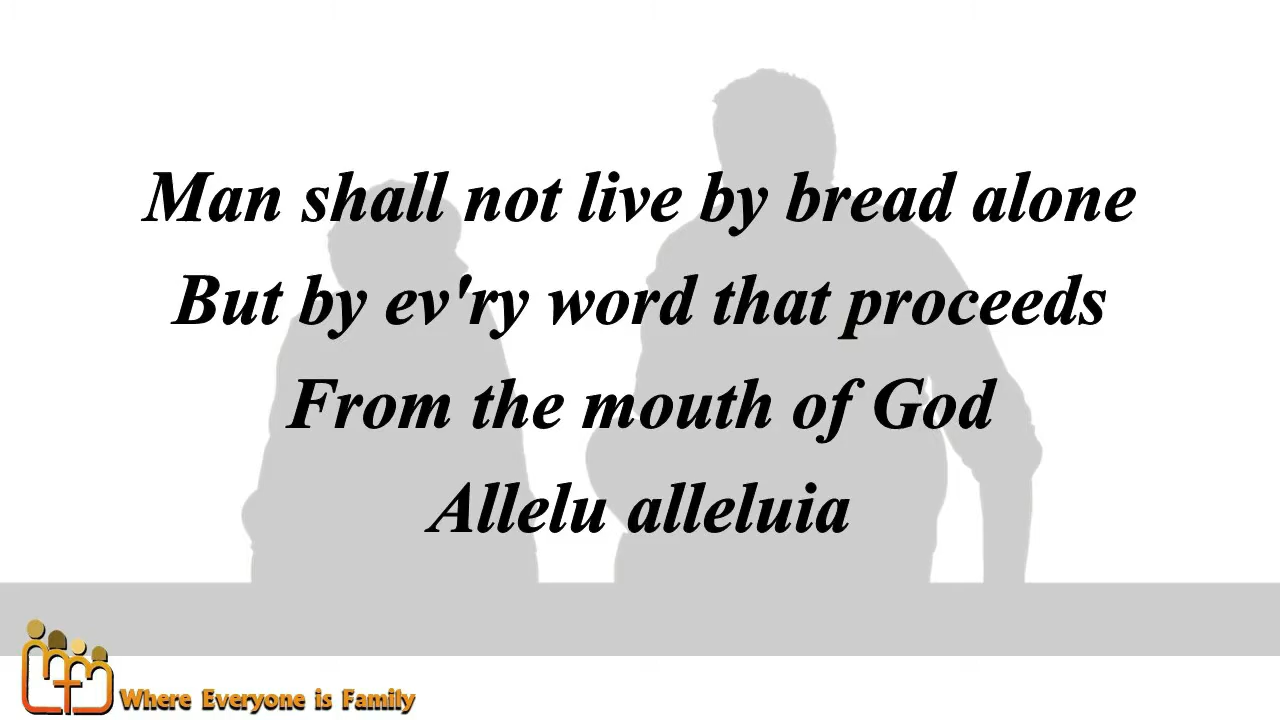 Man shall not live by bread alone
But by ev'ry word that proceeds
From the mouth of God
Allelu alleluia
Where Everyone is Family